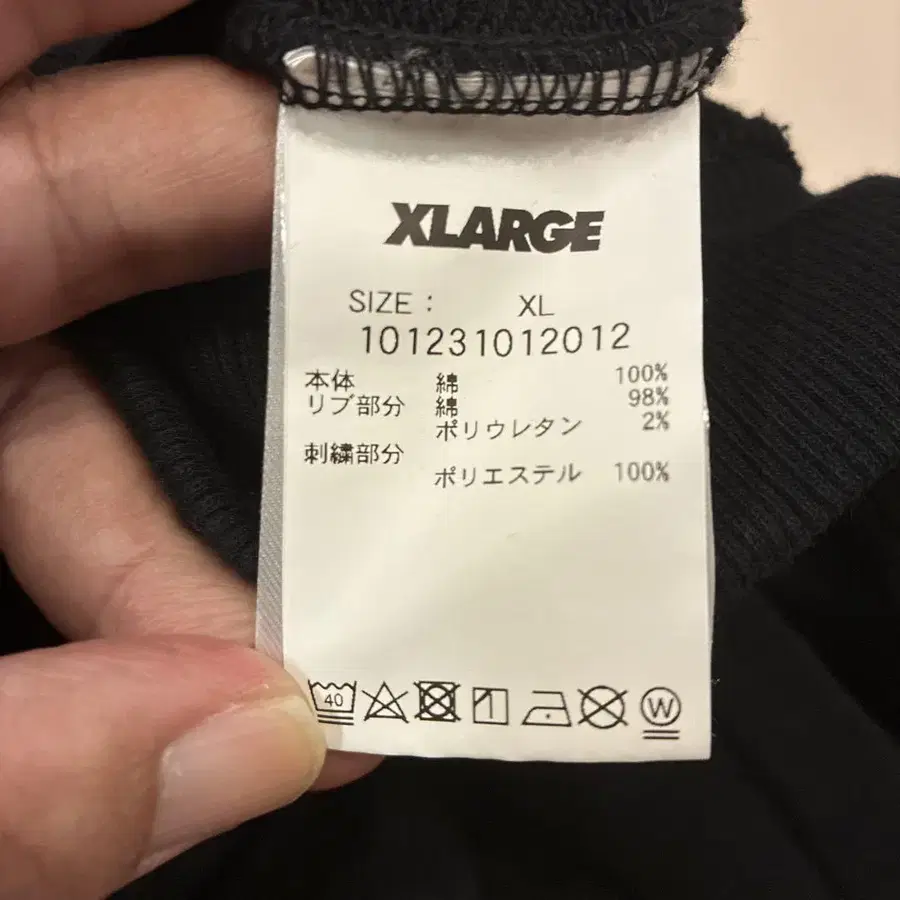 XLARGE
SIZE : XL
101231012012
本体 綿 100%
リブ部分 綿 98%
ポリウレタン 2%
刺繍部分
ポリエステル 100%
40 W